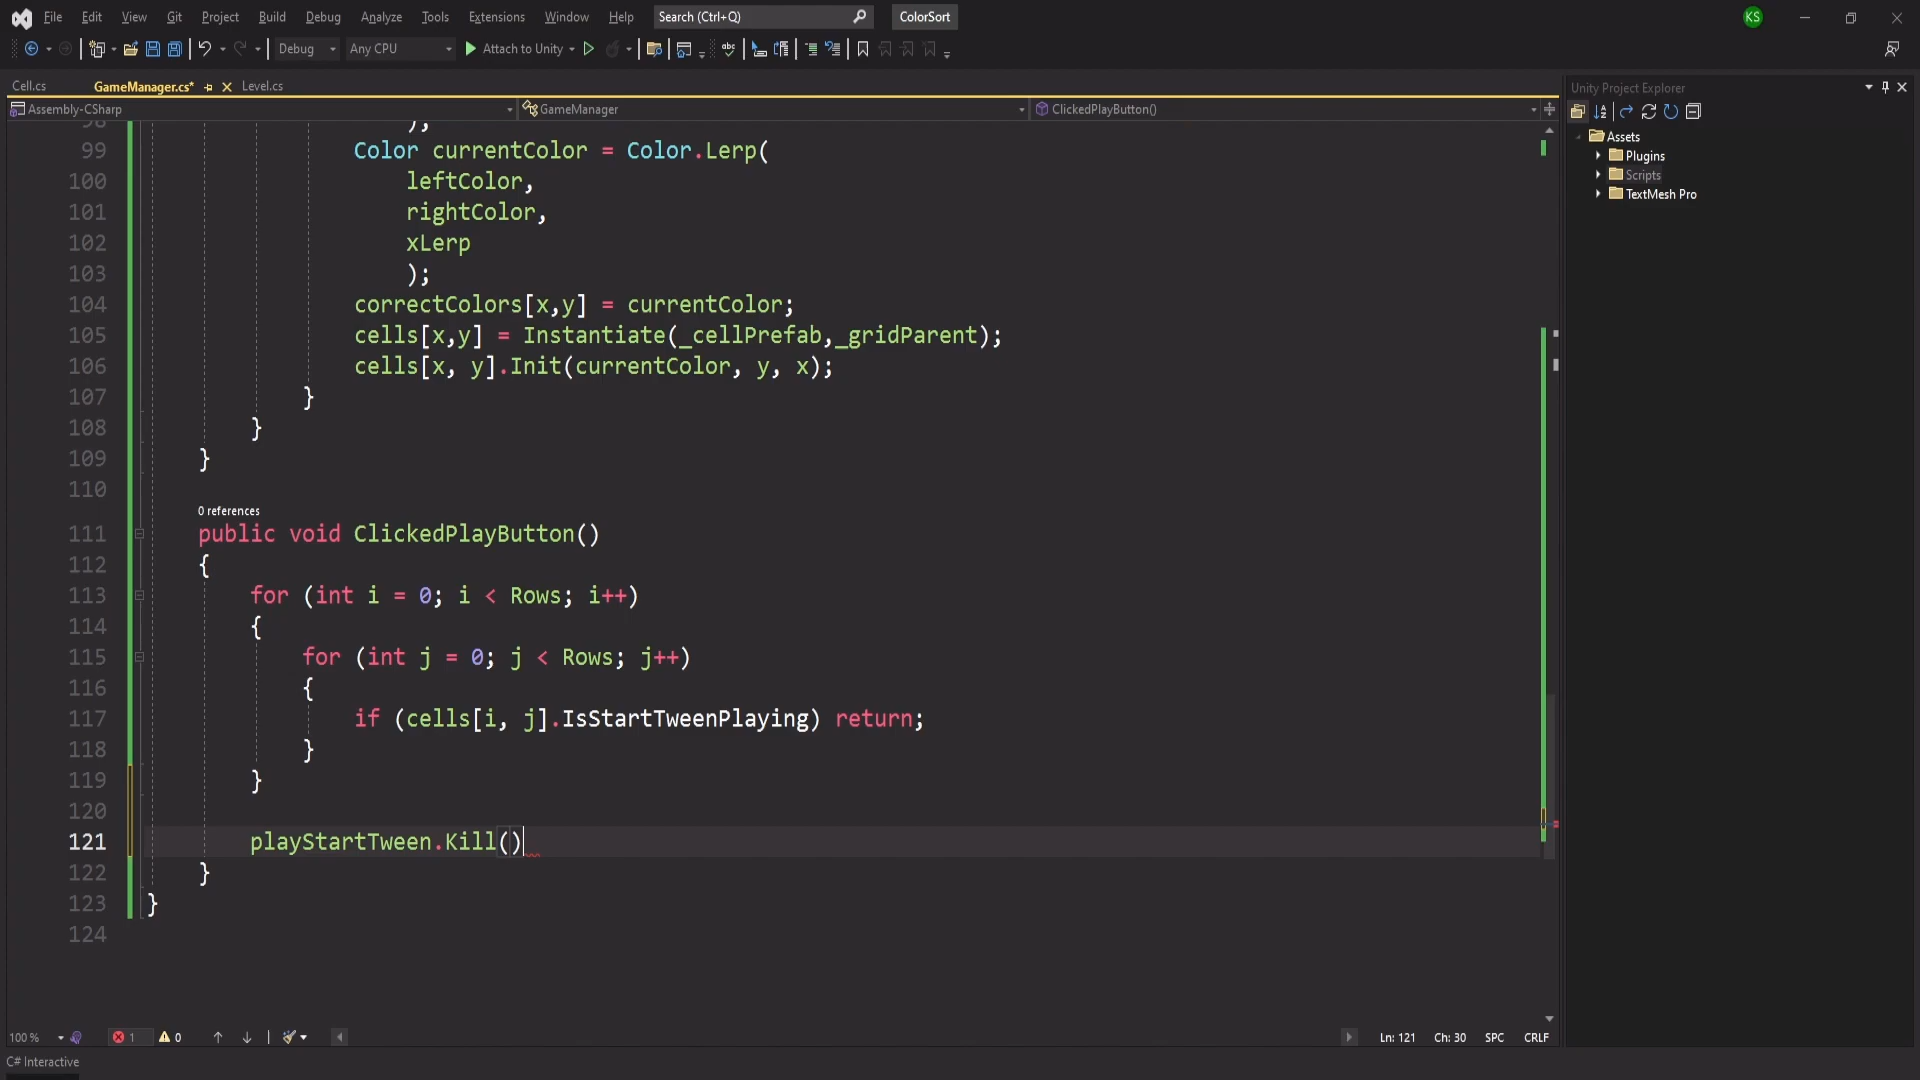 File Edit View Git Project Build Debug Analyze Tools Extensions Window Help Search (Ctrl+Q) ColorSort KS
Debug Any CPU Attach to Unity
Cell.cs GameManager.cs* Level.cs
Assembly-CSharp GameManager ClickedPlayButton()
98 );
99 Color currentColor = Color.Lerp(
100 leftColor,
101 rightColor,
102 xLerp
103 );
104 correctColors[x,y] = currentColor;
105 cells[x,y] = Instantiate(_cellPrefab,_gridParent);
106 cells[x, y].Init(currentColor, y, x);
107 }
108 }
109 }
110
0 references
111 public void ClickedPlayButton()
112 {
113 for (int i = 0; i < Rows; i++)
114 {
115 for (int j = 0; j < Rows; j++)
116 {
117 if (cells[i, j].IsStartTweenPlaying) return;
118 }
119 }
120
121 playStartTween.Kill()
122 }
123 }
124
Unity Project Explorer
Assets
Plugins
Scripts
TextMesh Pro
100 % 1 0 Ln: 121 Ch: 30 SPC CRLF
C# Interactive